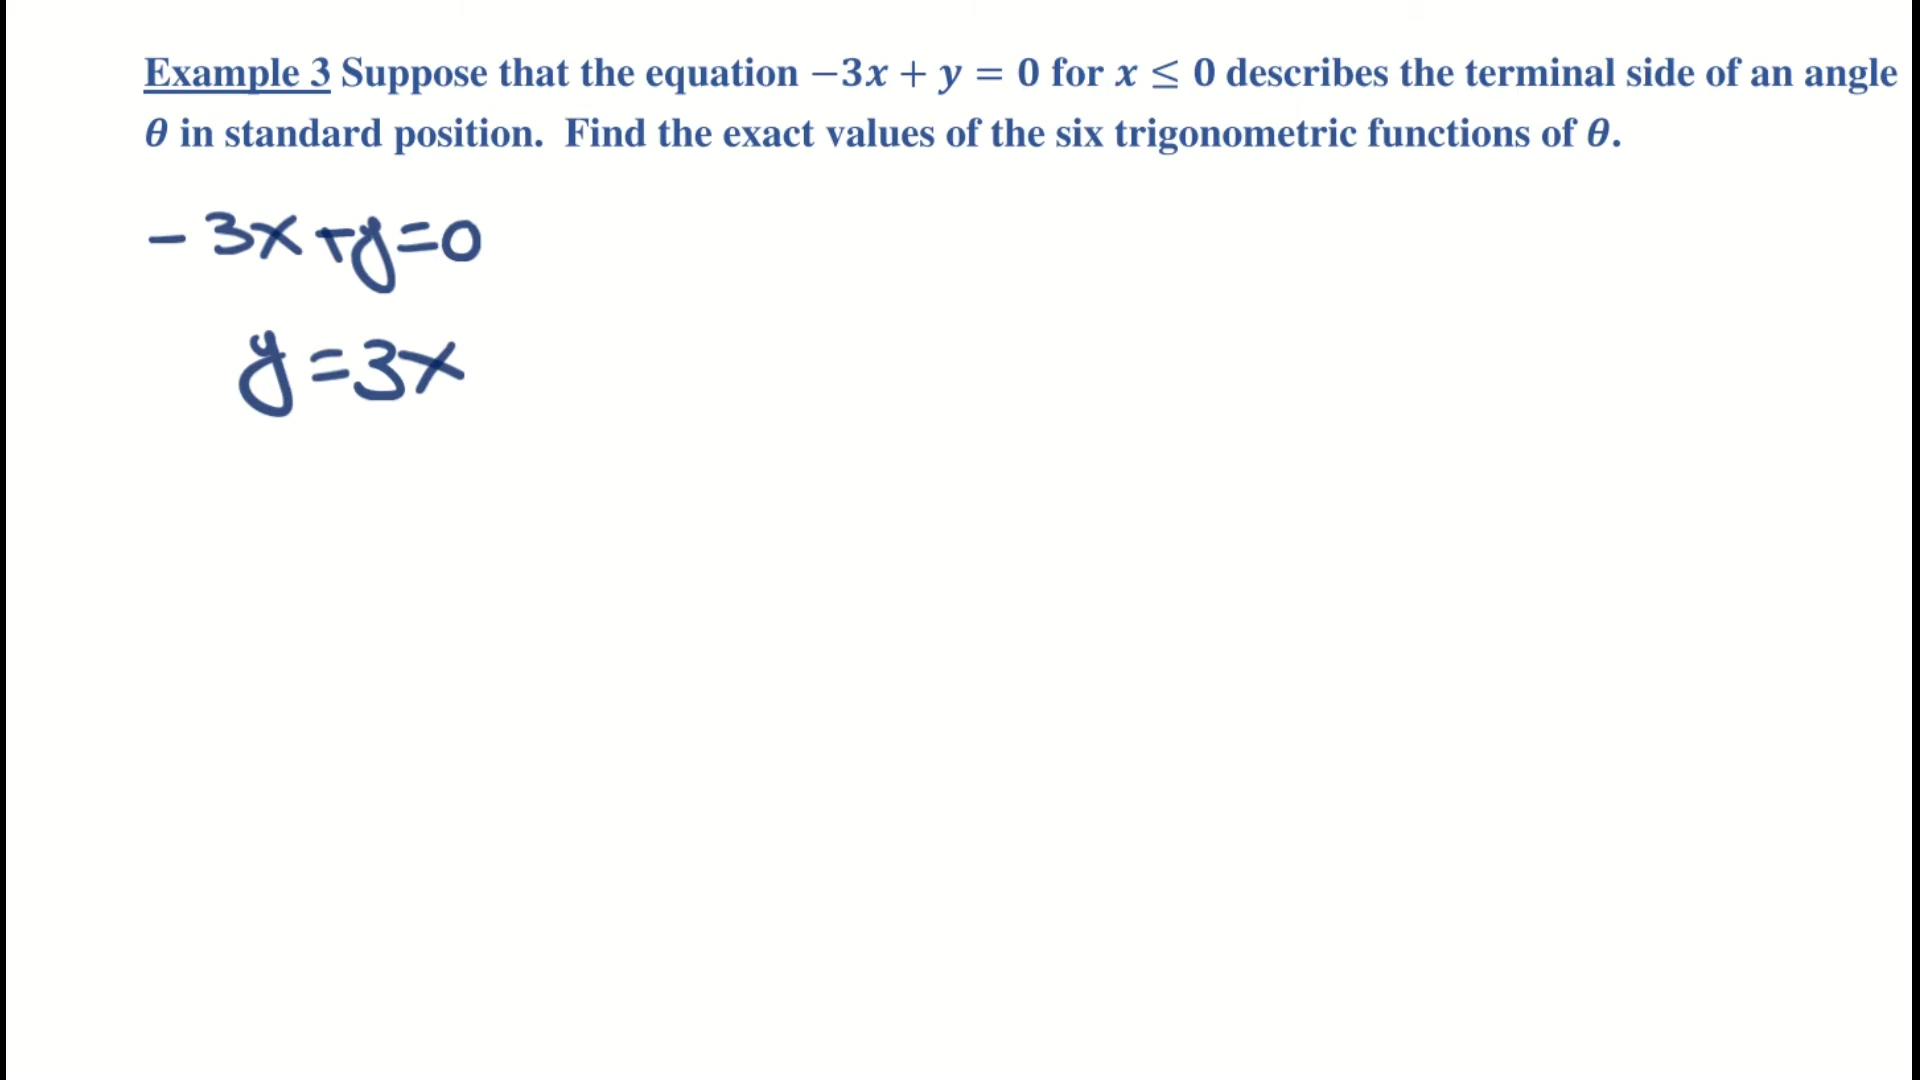 Example 3 Suppose that the equation −3x + y = 0 for x ≤ 0 describes the terminal side of an angle
θ in standard position. Find the exact values of the six trigonometric functions of θ.
-3x+y=0
y=3x